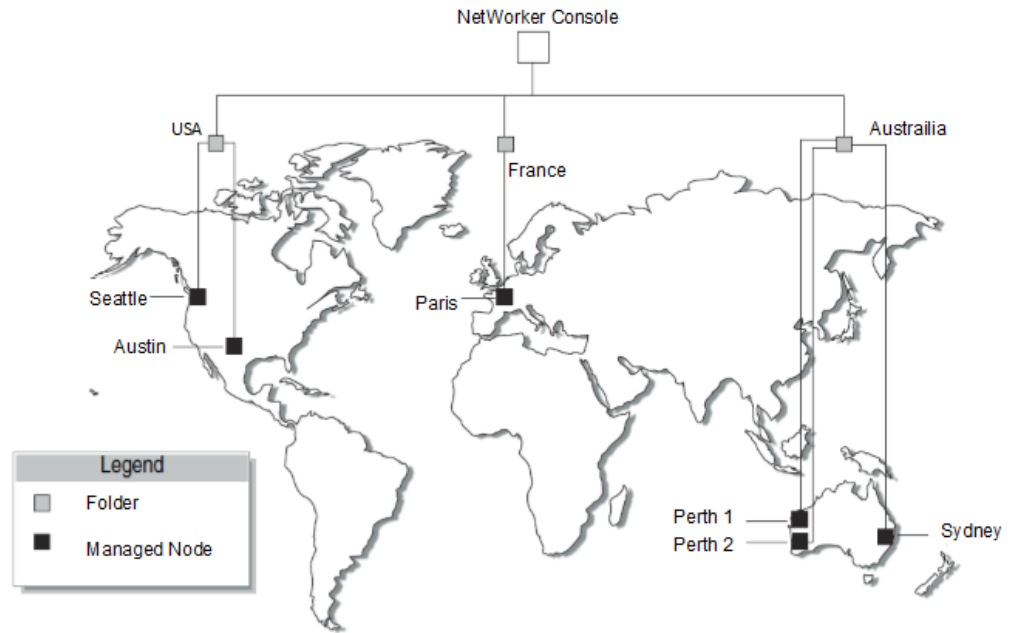 NetWorker Console
USA
Austrailia
France
Seattle
Paris
Austin
Legend
Folder
Managed Node
Perth 1
Perth 2
Sydney